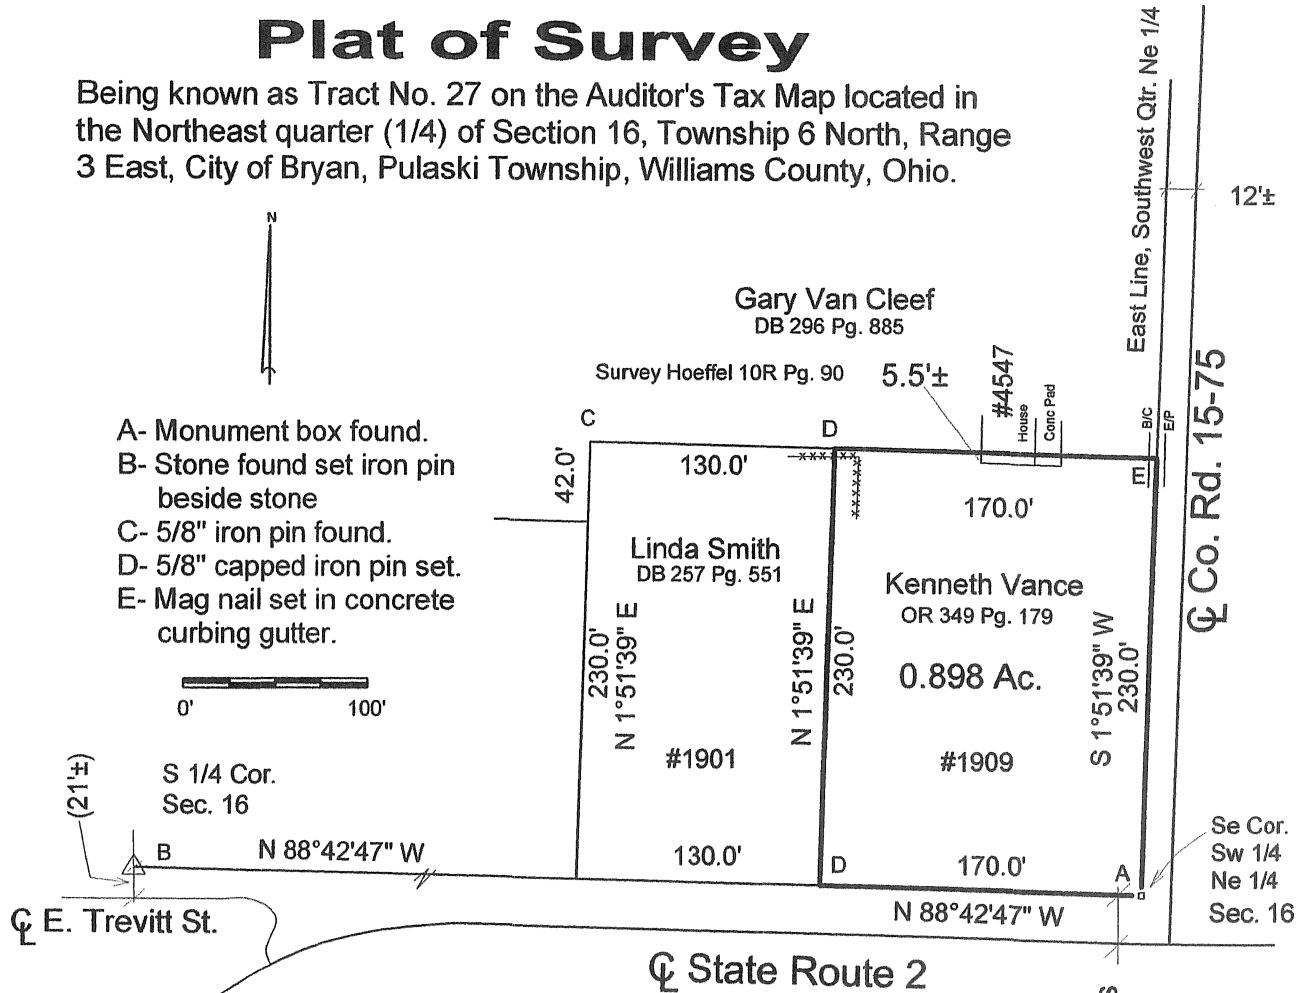 Plat of Survey
Being known as Tract No. 27 on the Auditor's Tax Map located in
the Northeast quarter (1/4) of Section 16, Township 6 North, Range
3 East, City of Bryan, Pulaski Township, Williams County, Ohio.
N
East Line, Southwest Qtr. Ne 1/4
12'±
Gary Van Cleef
DB 296 Pg. 885
Survey Hoeffel 10R Pg. 90
5.5'±
#4547
House
Conc Pad
B/C
E/P
℄ Co. Rd. 15-75
A- Monument box found.
B- Stone found set iron pin
beside stone
C- 5/8" iron pin found.
D- 5/8" capped iron pin set.
E- Mag nail set in concrete
curbing gutter.
0' 100'
C
D
E
42.0'
130.0'
170.0'
Linda Smith
DB 257 Pg. 551
Kenneth Vance
OR 349 Pg. 179
0.898 Ac.
230.0'
N 1°51'39" E
N 1°51'39" E
230.0'
S 1°51'39" W
230.0'
#1901
#1909
(21'±)
S 1/4 Cor.
Sec. 16
B
N 88°42'47" W
130.0'
D
170.0'
A
N 88°42'47" W
Se Cor.
Sw 1/4
Ne 1/4
Sec. 16
℄ E. Trevitt St.
℄ State Route 2